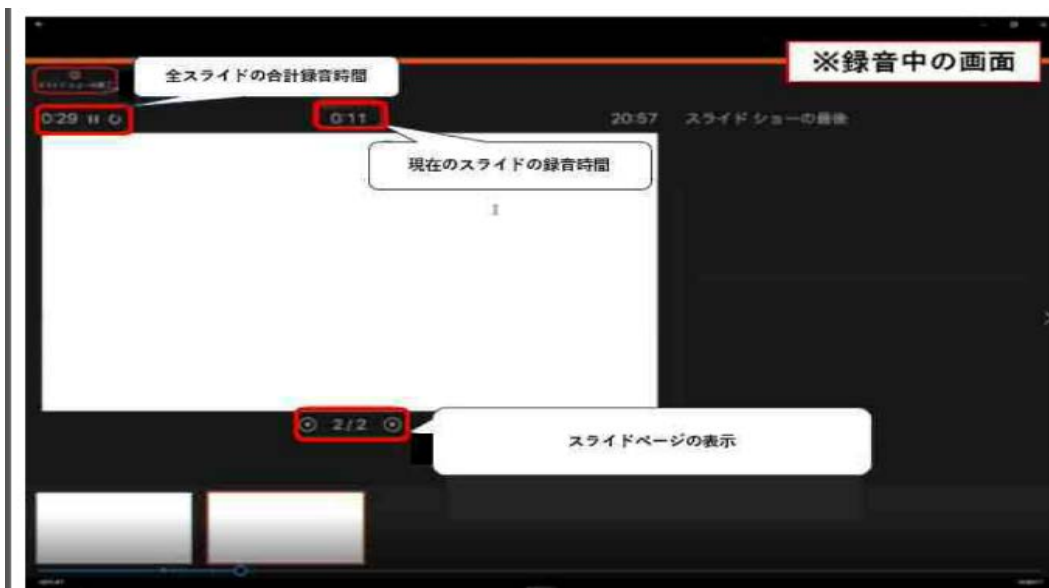 ※録音中の画面
全スライドの合計録音時間
0:29
0:11
20:57 スライド ショーの最後
現在のスライドの録音時間
2/2
スライドページの表示